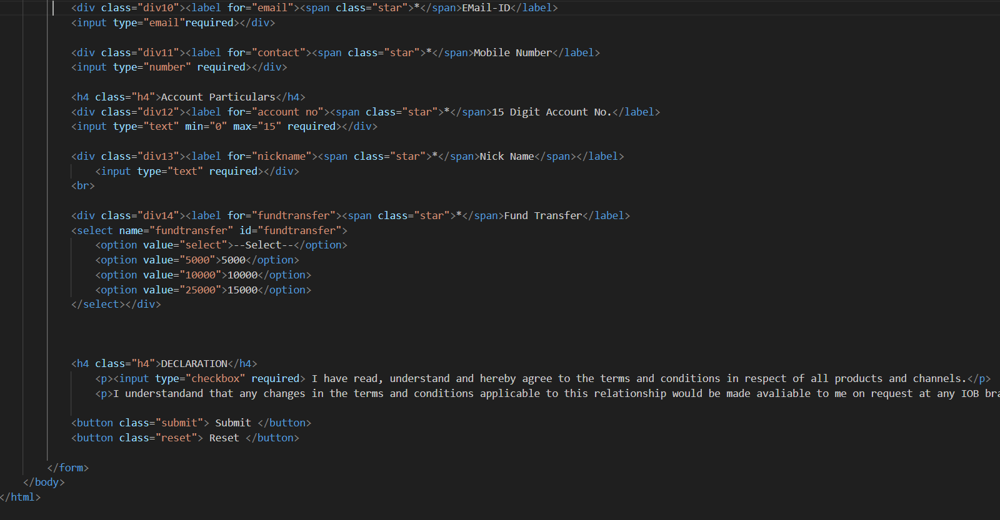 <div class="div10"><label for="email"><span class="star">*</span>EMail-ID</label>
<input type="email"required></div>
<div class="div11"><label for="contact"><span class="star">*</span>Mobile Number</label>
<input type="number" required></div>
<h4 class="h4">Account Particulars</h4>
<div class="div12"><label for="account no"><span class="star">*</span>15 Digit Account No.</label>
<input type="text" min="0" max="15" required></div>
<div class="div13"><label for="nickname"><span class="star">*</span>Nick Name</span></label>
<input type="text" required></div>
<br>
<div class="div14"><label for="fundtransfer"><span class="star">*</span>Fund Transfer</label>
<select name="fundtransfer" id="fundtransfer">
<option value="select">--Select--</option>
<option value="5000">5000</option>
<option value="10000">10000</option>
<option value="25000">15000</option>
</select></div>
<h4 class="h4">DECLARATION</h4>
<p><input type="checkbox" required> I have read, understand and hereby agree to the terms and conditions in respect of all products and channels.</p>
<p>I understandand that any changes in the terms and conditions applicable to this relationship would be made avaliable to me on request at any IOB bra
<button class="submit"> Submit </button>
<button class="reset"> Reset </button>
</form>
</body>
</html>